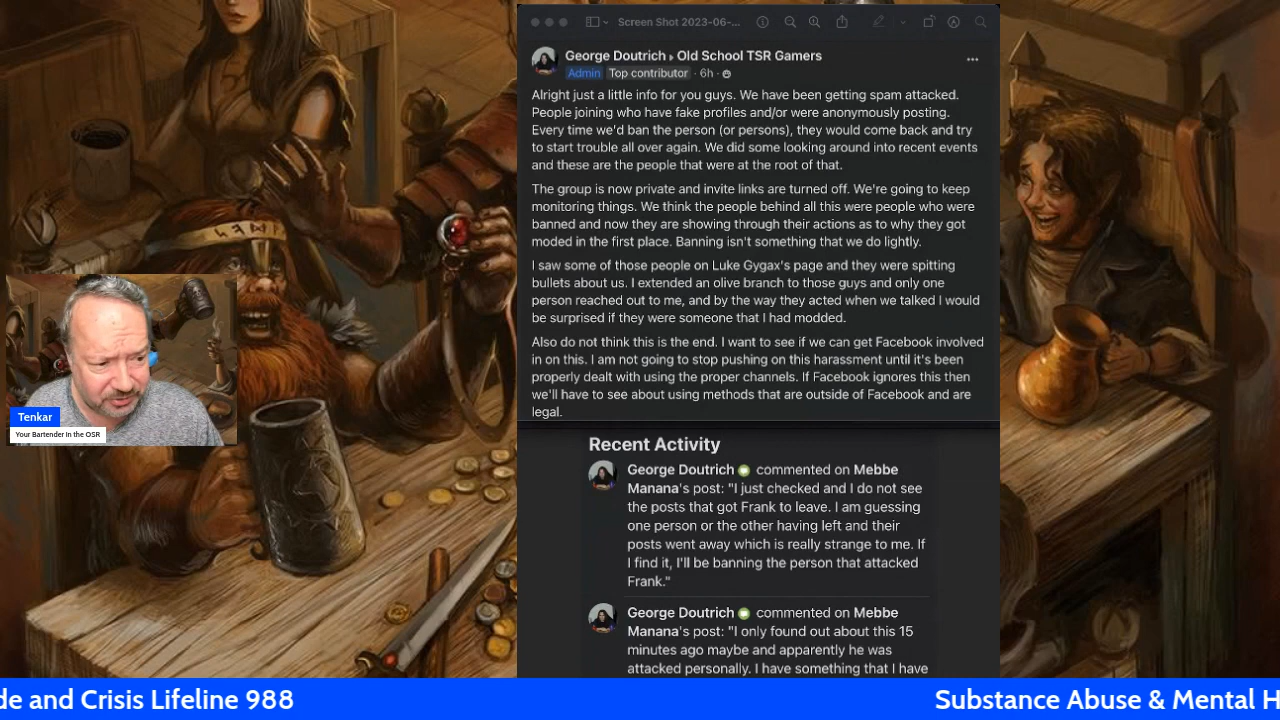 Screen Shot 2023-06-...
George Doutrich ▸ Old School TSR Gamers
Admin Top contributor · 6h ·
Alright just a little info for you guys. We have been getting spam attacked.
People joining who have fake profiles and/or were anonymously posting.
Every time we'd ban the person (or persons), they would come back and try
to start trouble all over again. We did some looking around into recent events
and these are the people that were at the root of that.
The group is now private and invite links are turned off. We're going to keep
monitoring things. We think the people behind all this were people who were
banned and now they are showing through their actions as to why they got
moded in the first place. Banning isn't something that we do lightly.
I saw some of those people on Luke Gygax's page and they were spitting
bullets about us. I extended an olive branch to those guys and only one
person reached out to me, and by the way they acted when we talked I would
be surprised if they were someone that I had modded.
Also do not think this is the end. I want to see if we can get Facebook involved
in on this. I am not going to stop pushing on this harassment until it's been
properly dealt with using the proper channels. If Facebook ignores this then
we'll have to see about using methods that are outside of Facebook and are
legal.
Recent Activity
George Doutrich commented on Mebbe
Manana's post: "I just checked and I do not see
the posts that got Frank to leave. I am guessing
one person or the other having left and their
posts went away which is really strange to me. If
I find it, I'll be banning the person that attacked
Frank."
George Doutrich commented on Mebbe
Manana's post: "I only found out about this 15
minutes ago maybe and apparently he was
attacked personally. I have something that I have
Tenkar
Your Bartender in the OSR
de and Crisis Lifeline 988
Substance Abuse & Mental H